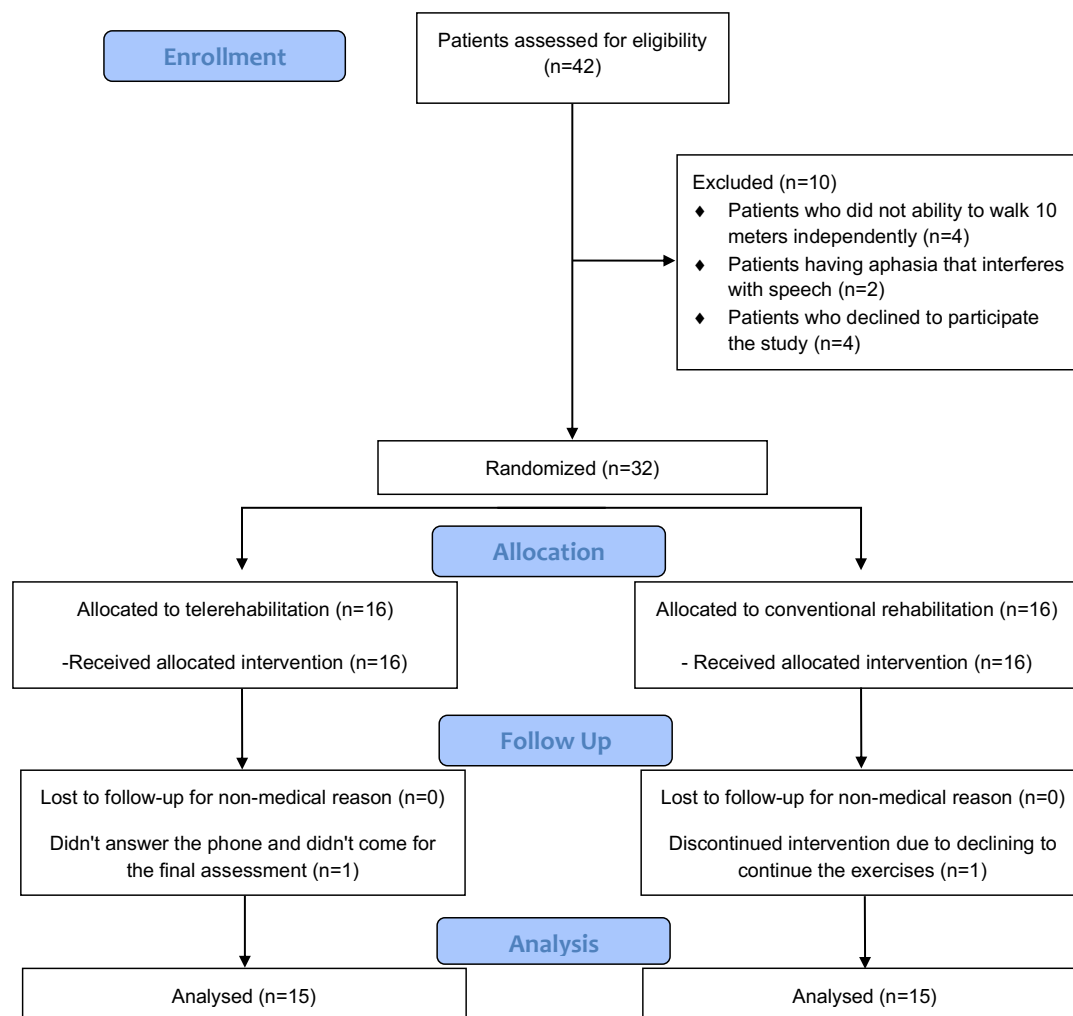 Enrollment
Patients assessed for eligibility
(n=42)
Excluded (n=10)
♦ Patients who did not ability to walk 10
meters independently (n=4)
♦ Patients having aphasia that interferes
with speech (n=2)
♦ Patients who declined to participate
the study (n=4)
Randomized (n=32)
Allocation
Allocated to telerehabilitation (n=16)
-Received allocated intervention (n=16)
Allocated to conventional rehabilitation (n=16)
- Received allocated intervention (n=16)
Follow Up
Lost to follow-up for non-medical reason (n=0)
Didn't answer the phone and didn't come for
the final assessment (n=1)
Lost to follow-up for non-medical reason (n=0)
Discontinued intervention due to declining to
continue the exercises (n=1)
Analysis
Analysed (n=15)
Analysed (n=15)